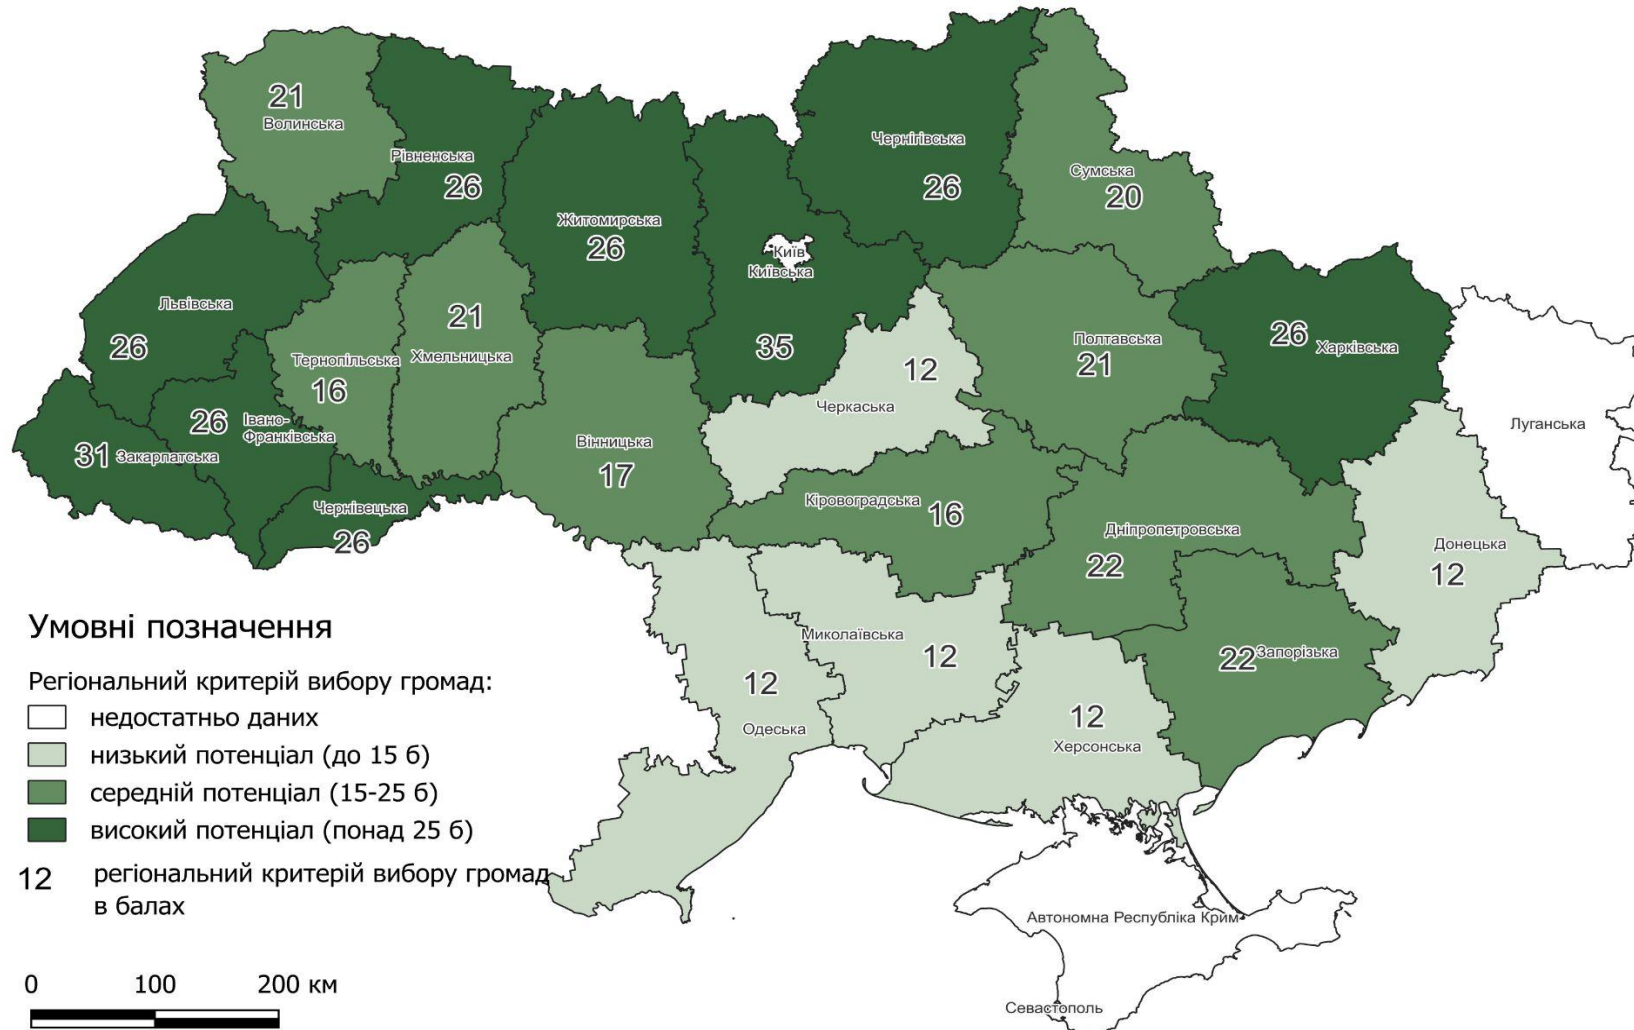 21
Волинська
Рівненська
26
Житомирська
26
Чернігівська
26
Сумська
20
Київ
Київська
35
Львівська
26
Тернопільська
16
21
Хмельницька
12
Черкаська
Полтавська
21
26
Харківська
Луганська
31 Закарпатська
26
Івано-
Франківська
Чернівецька
26
Вінницька
17
Кіровоградська
16
Дніпропетровська
22
Донецька
12
Миколаївська
12
12
Одеська
12
Херсонська
22 Запорізька
Автономна Республіка Крим
Севастополь
Умовні позначення
Регіональний критерій вибору громад:
недостатньо даних
низький потенціал (до 15 б)
середній потенціал (15-25 б)
високий потенціал (понад 25 б)
12 регіональний критерій вибору громад
в балах
0 100 200 км